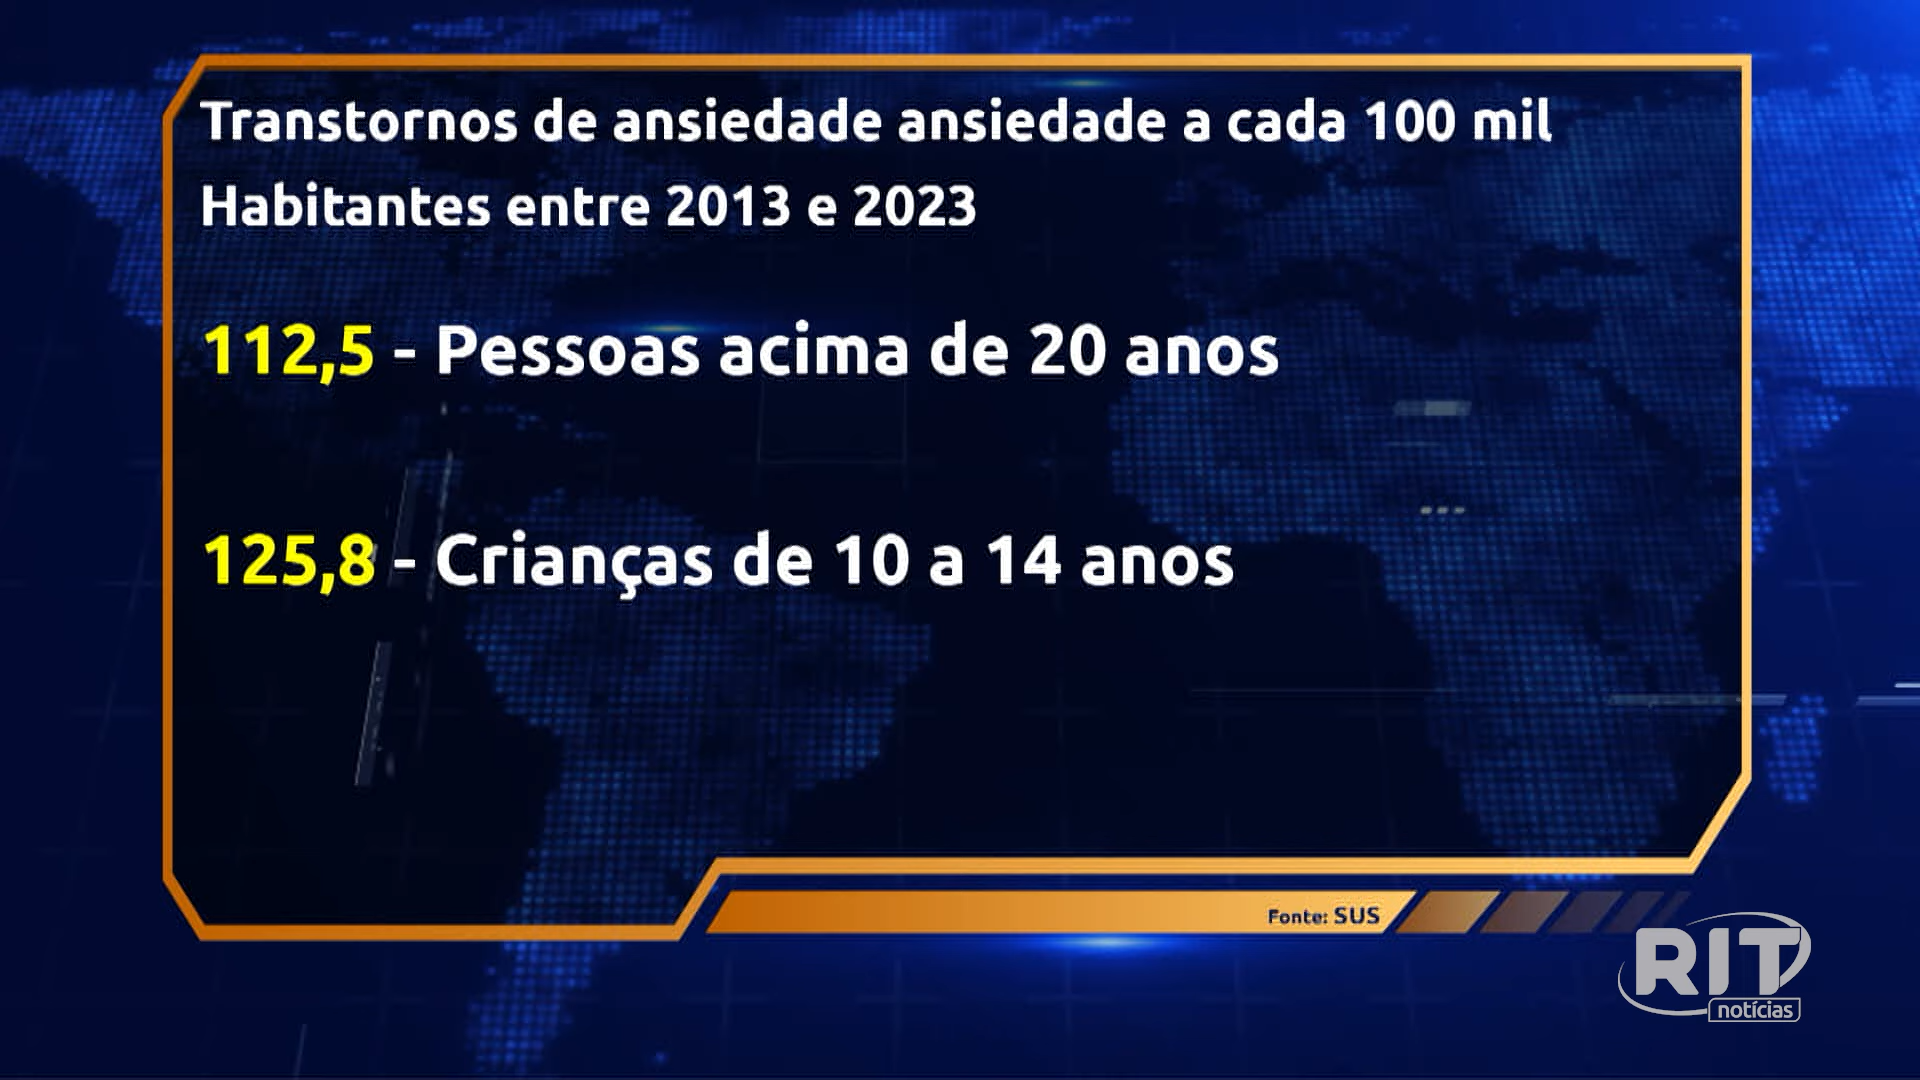 Transtornos de ansiedade ansiedade a cada 100 mil
Habitantes entre 2013 e 2023
112,5 - Pessoas acima de 20 anos
125,8 - Crianças de 10 a 14 anos
Fonte: SUS
RIT
notícias